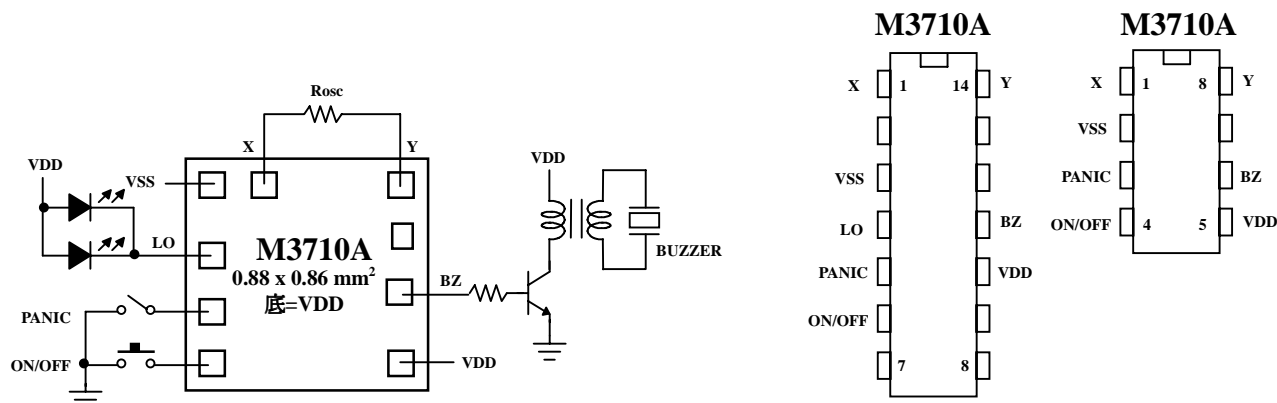 Rosc
X
Y
VDD
VSS
LO
M3710A
0.88 x 0.86 mm²
底=VDD
PANIC
ON/OFF
BZ
VDD
VDD
BUZZER
M3710A
X 1 14 Y
VSS
LO BZ
PANIC VDD
ON/OFF
7 8
M3710A
X 1 8 Y
VSS
PANIC BZ
ON/OFF 4 5 VDD